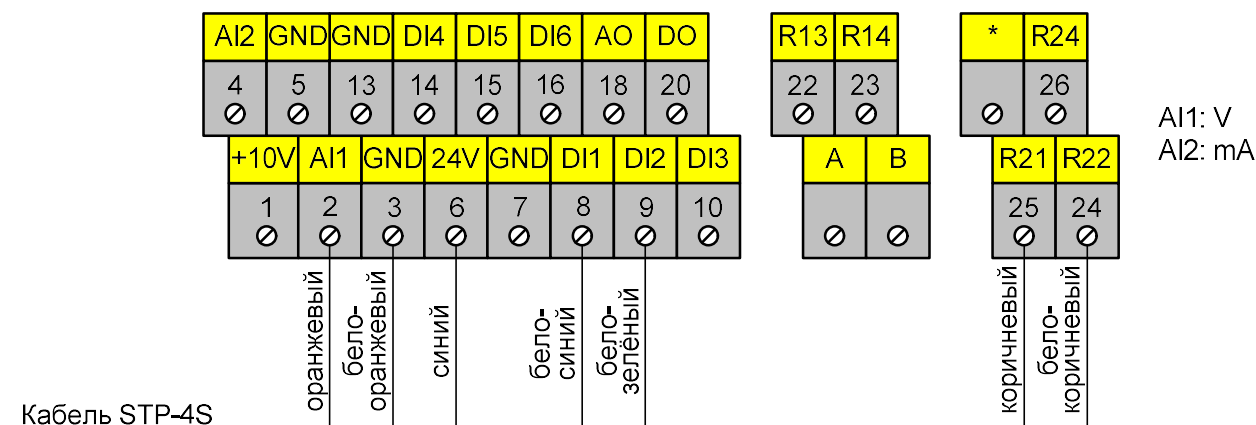 AI2 GND GND DI4 DI5 DI6 AO DO R13 R14 * R24
4 5 13 14 15 16 18 20 22 23 26
AI1: V
AI2: mA
+10V AI1 GND 24V GND DI1 DI2 DI3 A B R21 R22
1 2 3 6 7 8 9 10 25 24
оранжевый
бело-
оранжевый
синий
бело-
синий
бело-
зелёный
коричневый
бело-
коричневый
Кабель STP-4S